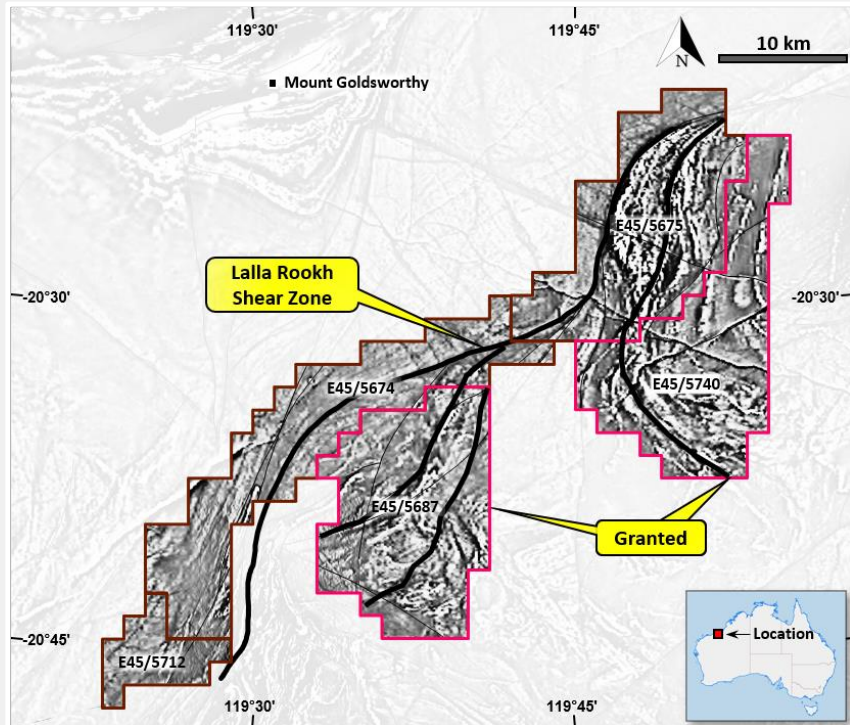 119°30'
119°45'
10 km
N
Mount Goldsworthy
E45/5675
Lalla Rookh
Shear Zone
-20°30'
-20°30'
E45/5674
E45/5740
E45/5687
Granted
-20°45'
E45/5712
Location
119°30'
119°45'